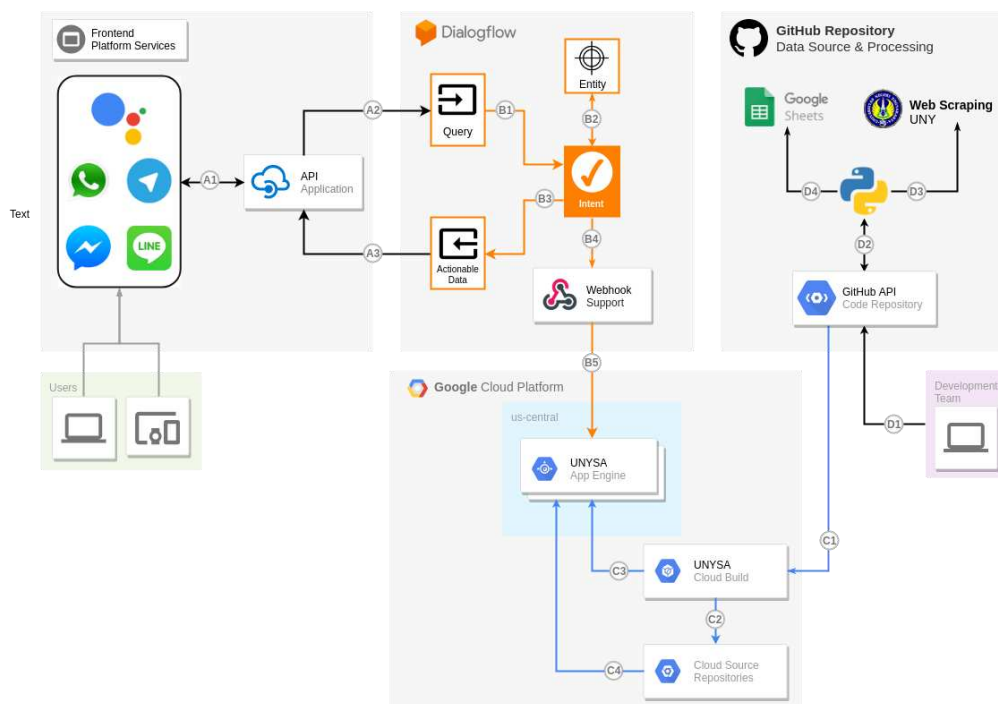 Frontend
Platform Services
Text
LINE
A1
API
Application
A2
A3
Users
Dialogflow
Query
B1
Entity
B2
Intent
B3
Actionable
Data
B4
Webhook
Support
B5
GitHub Repository
Data Source & Processing
Google
Sheets
Web Scraping
UNY
D4
D3
D2
GitHub API
Code Repository
D1
Development
Team
Google Cloud Platform
us-central
UNYSA
App Engine
C1
C3
UNYSA
Cloud Build
C2
C4
Cloud Source
Repositories